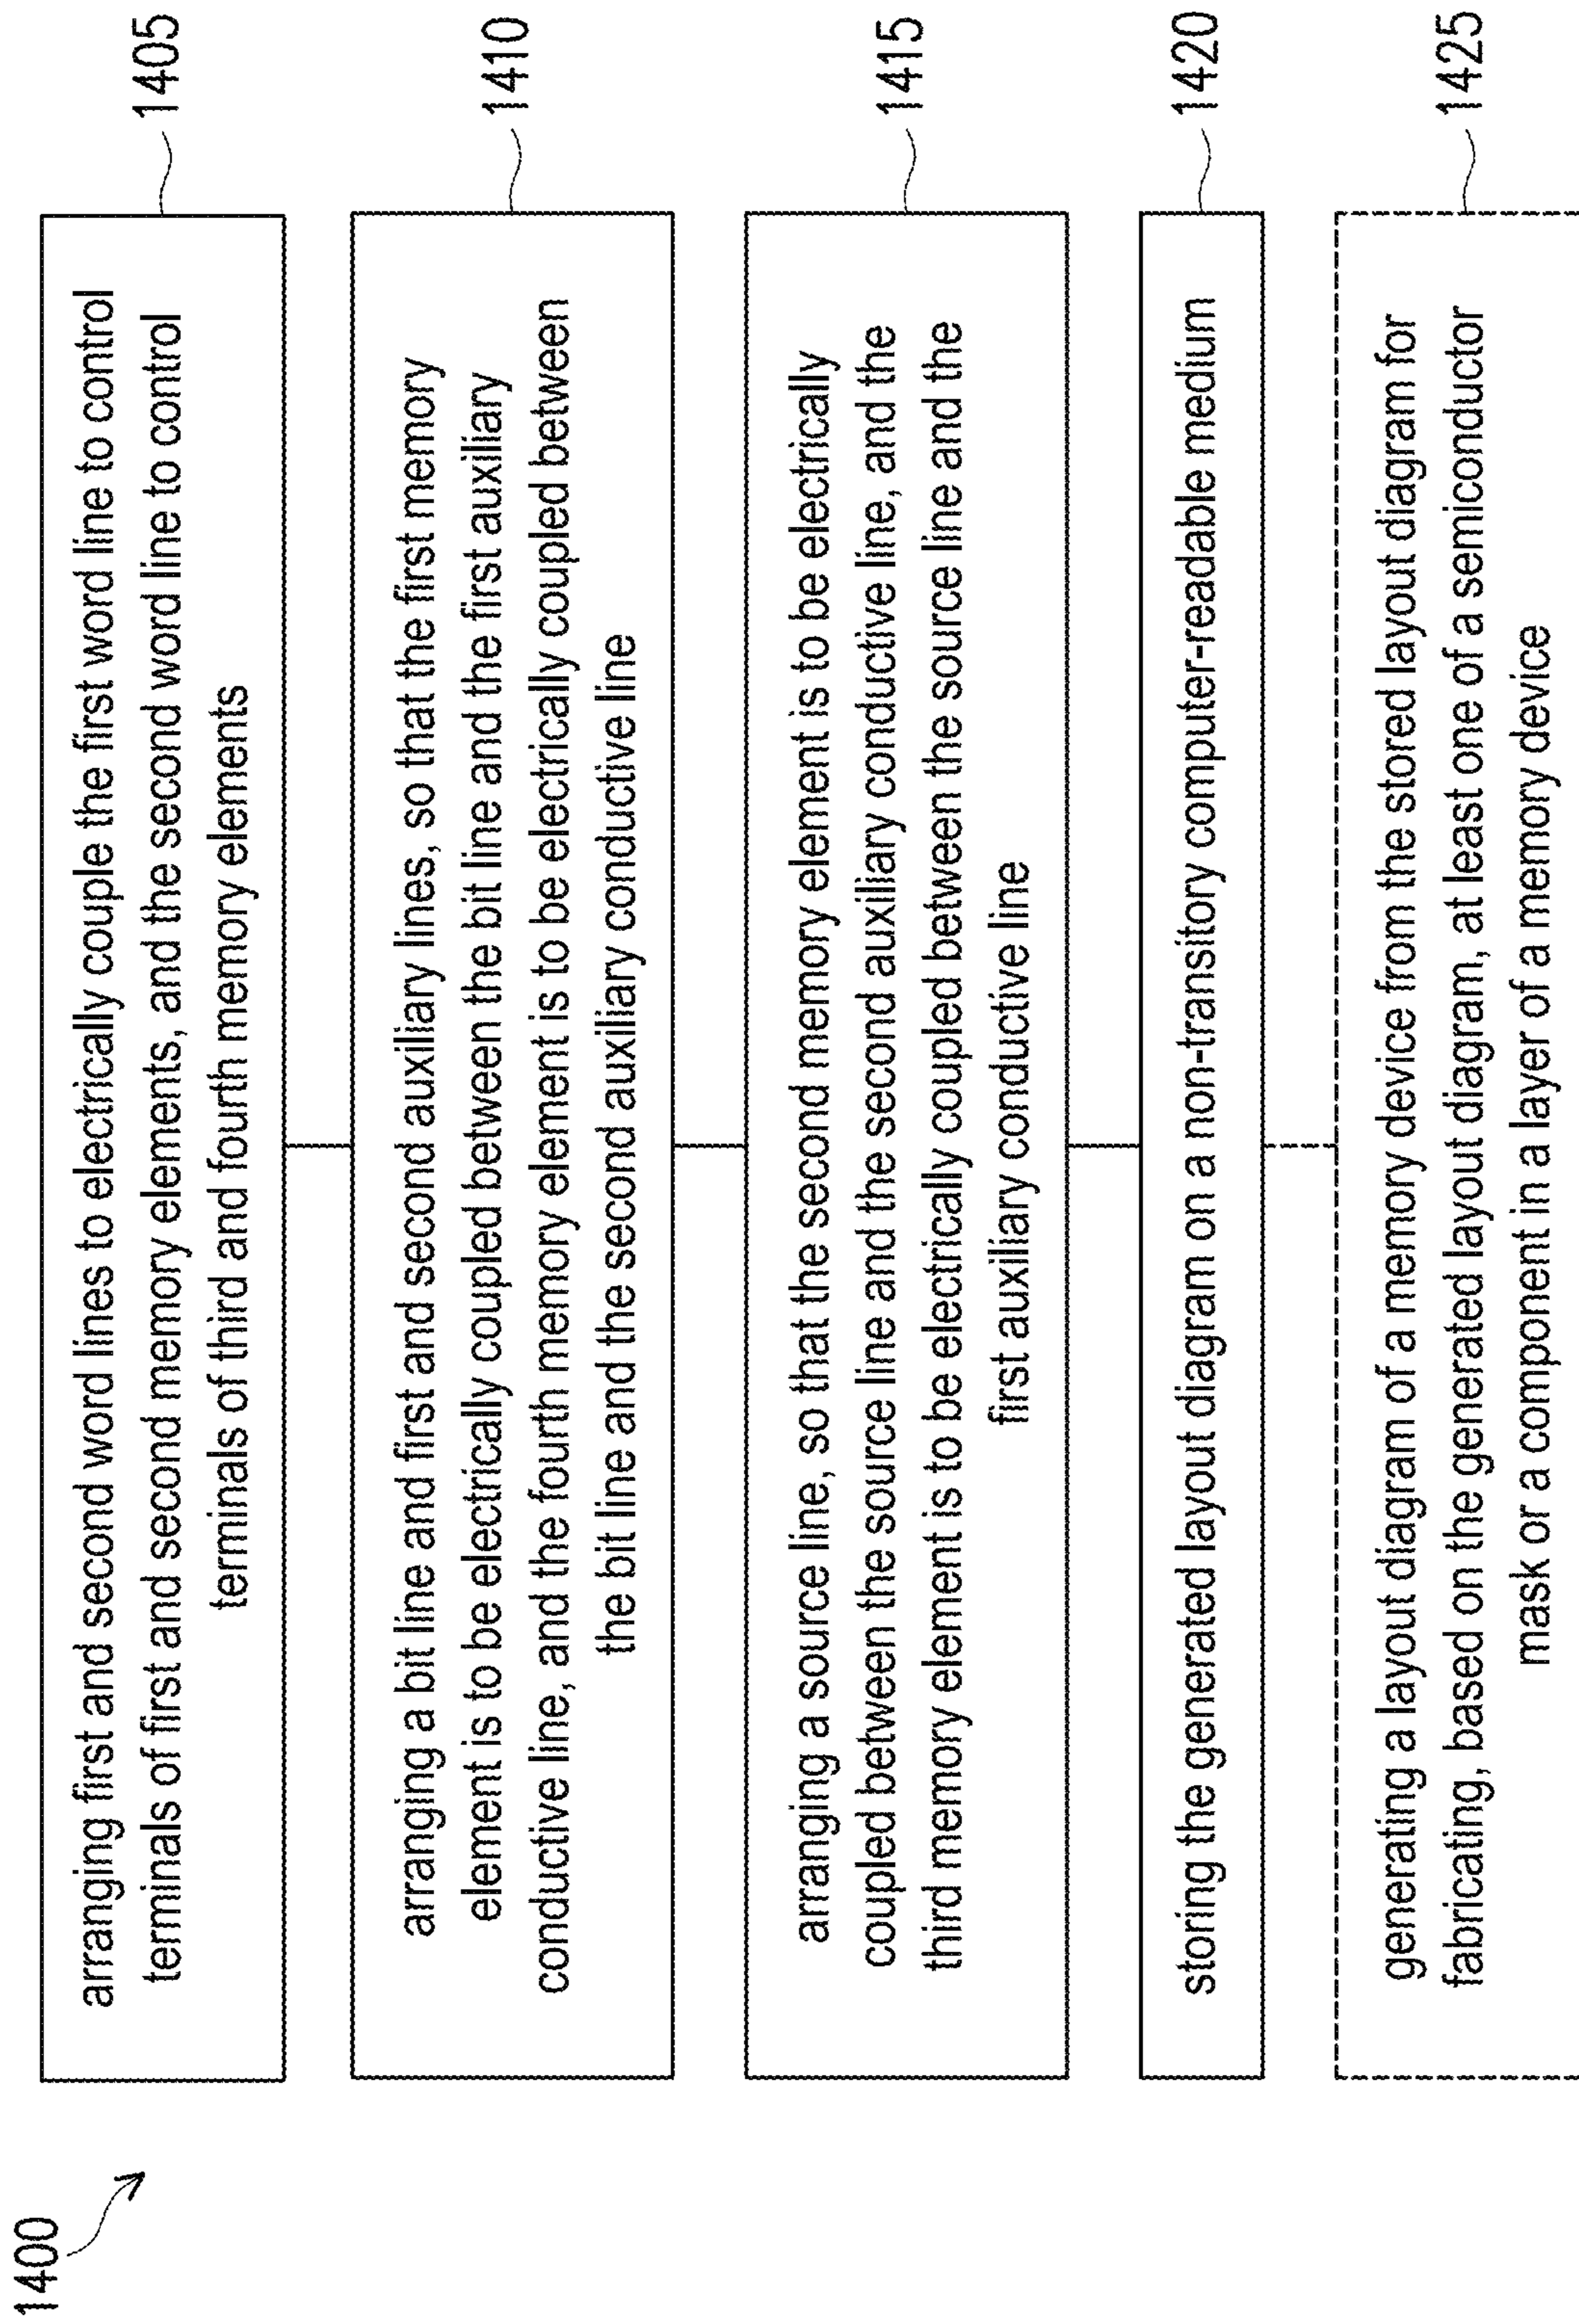 1400
arranging first and second word lines to electrically couple the first word line to control
terminals of first and second memory elements, and the second word line to control
terminals of third and fourth memory elements
1405
arranging a bit line and first and second auxiliary lines, so that the first memory
element is to be electrically coupled between the bit line and the first auxiliary
conductive line, and the fourth memory element is to be electrically coupled between
the bit line and the second auxiliary conductive line
1410
arranging a source line, so that the second memory element is to be electrically
coupled between the source line and the second auxiliary conductive line, and the
third memory element is to be electrically coupled between the source line and the
first auxiliary conductive line
1415
storing the generated layout diagram on a non-transitory computer-readable medium
1420
generating a layout diagram of a memory device from the stored layout diagram for
fabricating, based on the generated layout diagram, at least one of a semiconductor
mask or a component in a layer of a memory device
1425